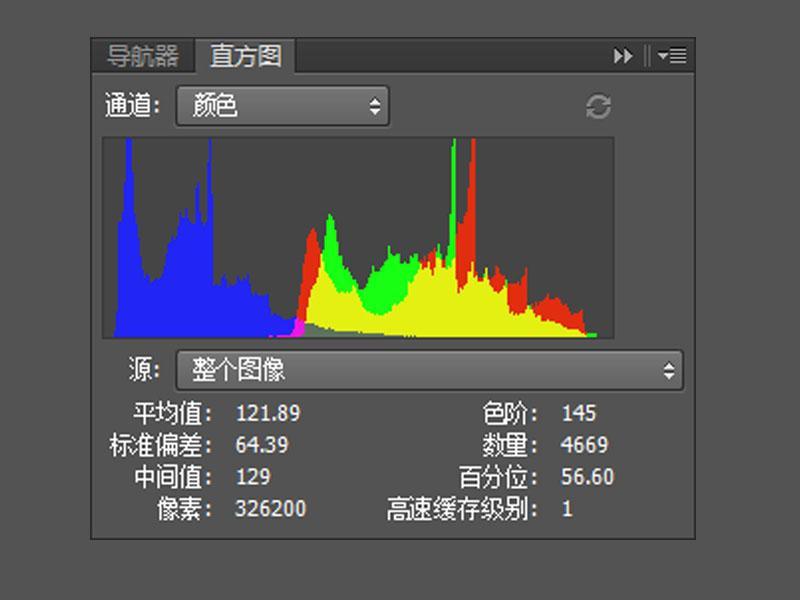 导航器 直方图
通道: 颜色
源: 整个图像
平均值: 121.89 色阶: 145
标准偏差: 64.39 数量: 4669
中间值: 129 百分位: 56.60
像素: 326200 高速缓存级别: 1